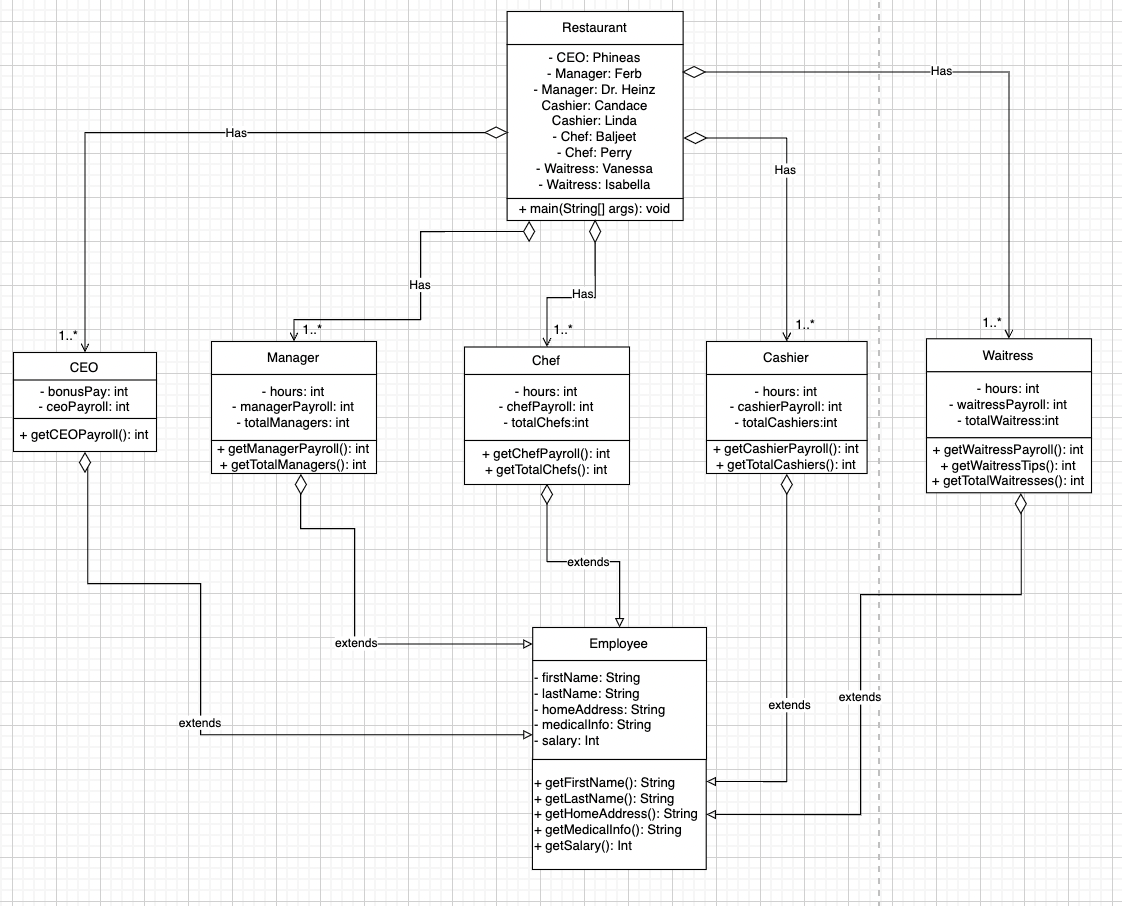 Restaurant
- CEO: Phineas
- Manager: Ferb
- Manager: Dr. Heinz
Cashier: Candace
Cashier: Linda
- Chef: Baljeet
- Chef: Perry
- Waitress: Vanessa
- Waitress: Isabella
+ main(String[] args): void
Has
Has
Has
Has
Has
1..*
1..*
1..*
1..*
1..*
CEO
- bonusPay: int
- ceoPayroll: int
+ getCEOPayroll(): int
Manager
- hours: int
- managerPayroll: int
- totalManagers: int
+ getManagerPayroll(): int
+ getTotalManagers(): int
Chef
- hours: int
- chefPayroll: int
- totalChefs:int
+ getChefPayroll(): int
+ getTotalChefs(): int
Cashier
- hours: int
- cashierPayroll: int
- totalCashiers:int
+ getCashierPayroll(): int
+ getTotalCashiers(): int
Waitress
- hours: int
- waitressPayroll: int
- totalWaitress:int
+ getWaitressPayroll(): int
+ getWaitressTips(): int
+ getTotalWaitresses(): int
extends
extends
extends
extends
extends
Employee
- firstName: String
- lastName: String
- homeAddress: String
- medicalInfo: String
- salary: Int
+ getFirstName(): String
+ getLastName(): String
+ getHomeAddress(): String
+ getMedicalInfo(): String
+ getSalary(): Int